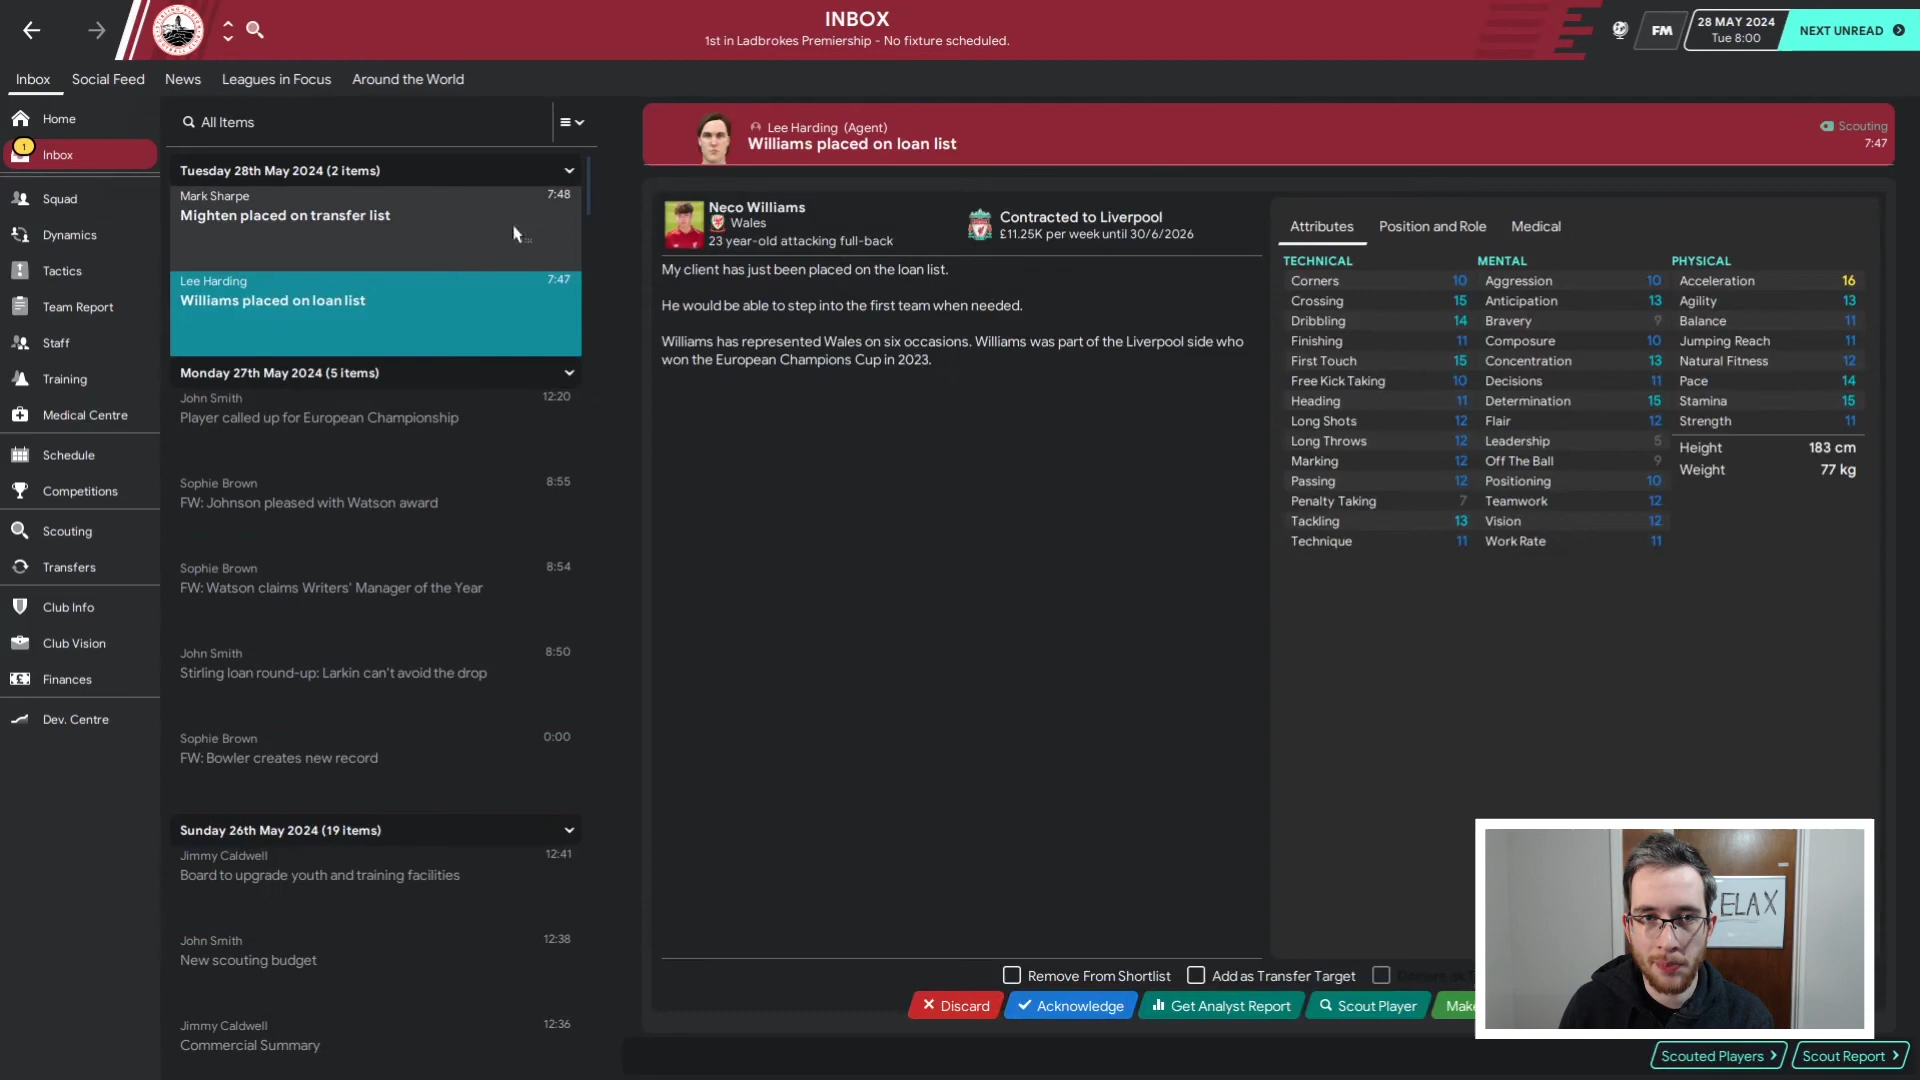 INBOX
1st in Ladbrokes Premiership - No fixture scheduled.
FM
28 MAY 2024
Tue 8:00
NEXT UNREAD
Inbox
Social Feed
News
Leagues in Focus
Around the World
Home
1
Inbox
Squad
Dynamics
Tactics
Team Report
Staff
Training
Medical Centre
Schedule
Competitions
Scouting
Transfers
Club Info
Club Vision
Finances
Dev. Centre
All Items
Tuesday 28th May 2024 (2 items)
Mark Sharpe 7:48
Mighten placed on transfer list
Lee Harding 7:47
Williams placed on loan list
Monday 27th May 2024 (5 items)
John Smith 12:20
Player called up for European Championship
Sophie Brown 8:55
FW: Johnson pleased with Watson award
Sophie Brown 8:54
FW: Watson claims Writers' Manager of the Year
John Smith 8:50
Stirling loan round-up: Larkin can't avoid the drop
Sophie Brown 0:00
FW: Bowler creates new record
Sunday 26th May 2024 (19 items)
Jimmy Caldwell 12:41
Board to upgrade youth and training facilities
John Smith 12:38
New scouting budget
Jimmy Caldwell 12:36
Commercial Summary
Lee Harding (Agent)
Williams placed on loan list
Scouting
7:47
Neco Williams
Wales
23 year-old attacking full-back
Contracted to Liverpool
£11.25K per week until 30/6/2026
My client has just been placed on the loan list.
He would be able to step into the first team when needed.
Williams has represented Wales on six occasions. Williams was part of the Liverpool side who
won the European Champions Cup in 2023.
Attributes
Position and Role
Medical
TECHNICAL MENTAL PHYSICAL
Corners 10 Aggression 10 Acceleration 16
Crossing 15 Anticipation 13 Agility 13
Dribbling 14 Bravery 9 Balance 11
Finishing 11 Composure 10 Jumping Reach 11
First Touch 15 Concentration 13 Natural Fitness 12
Free Kick Taking 10 Decisions 11 Pace 14
Heading 11 Determination 15 Stamina 15
Long Shots 12 Flair 12 Strength 11
Long Throws 12 Leadership 5 Height 183 cm
Marking 12 Off The Ball 9 Weight 77 kg
Passing 12 Positioning 10
Penalty Taking 7 Teamwork 12
Tackling 13 Vision 12
Technique 11 Work Rate 11
ELAX
Remove From Shortlist
Add as Transfer Target
Discard
Acknowledge
Get Analyst Report
Scout Player
Make
Scouted Players
Scout Report